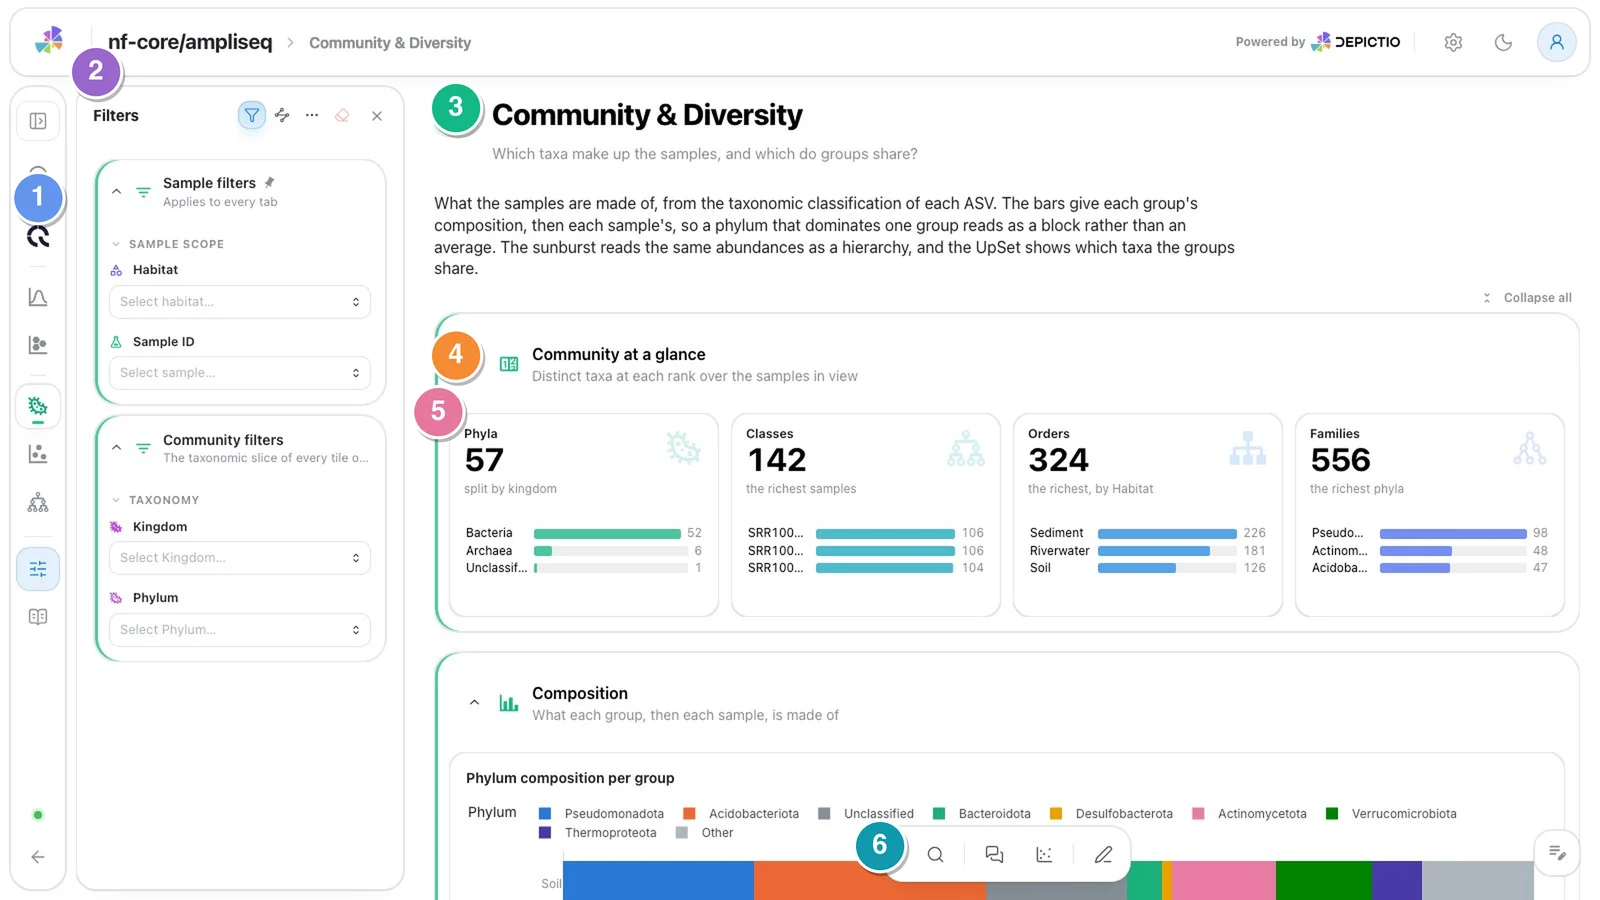 nf-core/ampliseq
Community & Diversity
Powered by DEPICTIO
1
2
3
4
5
6
Filters
Sample filters
Applies to every tab
SAMPLE SCOPE
Habitat
Select habitat...
Sample ID
Select sample...
Community filters
The taxonomic slice of every tile o...
TAXONOMY
Kingdom
Select Kingdom...
Phylum
Select Phylum...
Community & Diversity
Which taxa make up the samples, and which do groups share?
What the samples are made of, from the taxonomic classification of each ASV. The bars give each group's
composition, then each sample's, so a phylum that dominates one group reads as a block rather than an
average. The sunburst reads the same abundances as a hierarchy, and the UpSet shows which taxa the groups
share.
Collapse all
Community at a glance
Distinct taxa at each rank over the samples in view
Phyla
57
split by kingdom
Bacteria 52
Archaea 6
Unclassif... 1
Classes
142
the richest samples
SRR100... 106
SRR100... 106
SRR100... 104
Orders
324
the richest, by Habitat
Sediment 226
Riverwater 181
Soil 126
Families
556
the richest phyla
Pseudo... 98
Actinom... 48
Acidoba... 47
Composition
What each group, then each sample, is made of
Phylum composition per group
Phylum Pseudomonadota Acidobacteriota Unclassified Bacteroidota Desulfobacterota Actinomycetota Verrucomicrobiota
Thermoproteota Other
Soil